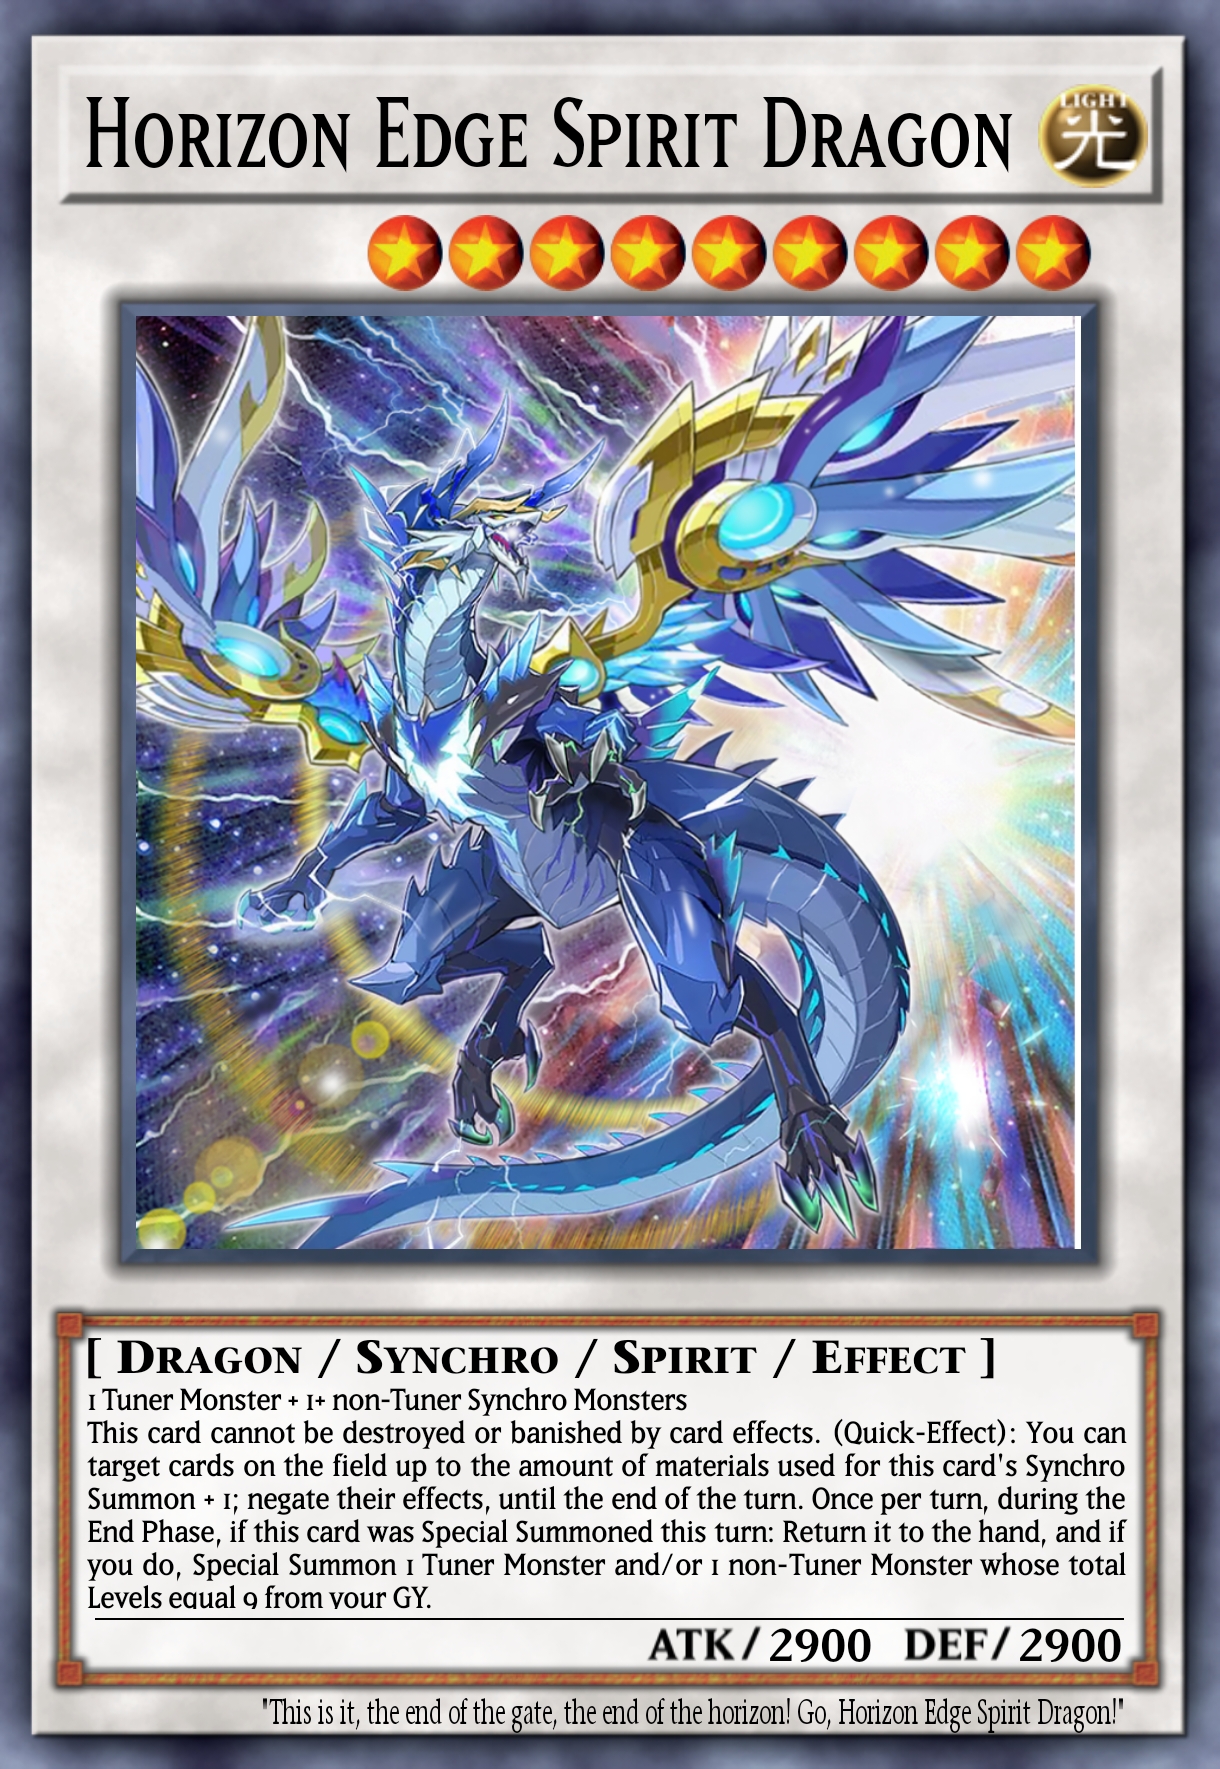 Horizon Edge Spirit Dragon
LIGHT
光
[ Dragon / Synchro / Spirit / Effect ]
1 Tuner Monster + 1+ non-Tuner Synchro Monsters
This card cannot be destroyed or banished by card effects. (Quick-Effect): You can
target cards on the field up to the amount of materials used for this card's Synchro
Summon + 1; negate their effects, until the end of the turn. Once per turn, during the
End Phase, if this card was Special Summoned this turn: Return it to the hand, and if
you do, Special Summon 1 Tuner Monster and/or 1 non-Tuner Monster whose total
Levels equal 9 from your GY.
ATK/2900 DEF/2900
"This is it, the end of the gate, the end of the horizon! Go, Horizon Edge Spirit Dragon!"